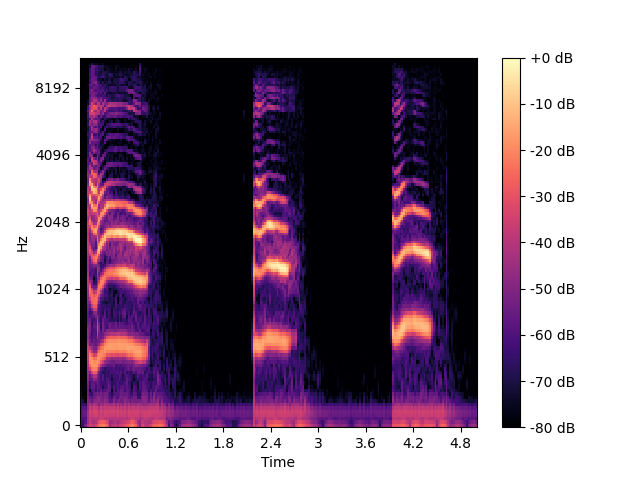 8192
4096
2048
1024
512
0
Hz
0 0.6 1.2 1.8 2.4 3 3.6 4.2 4.8
Time
+0 dB
-10 dB
-20 dB
-30 dB
-40 dB
-50 dB
-60 dB
-70 dB
-80 dB